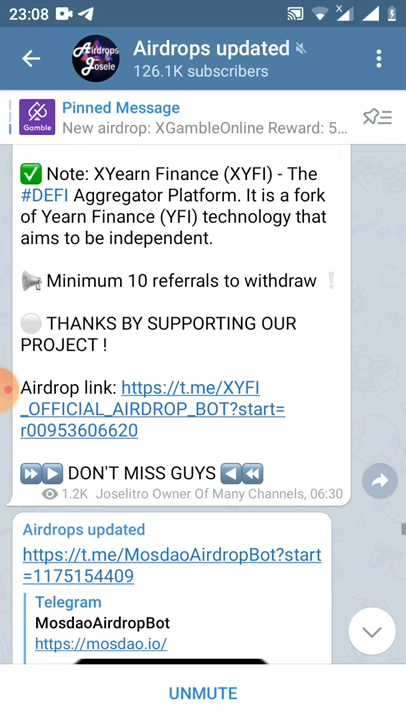 23:08
Airdrops Josele
Airdrops updated
126.1K subscribers
Gamble
Pinned Message
New airdrop: XGambleOnline Reward: 5...
Note: XYearn Finance (XYFI) - The
#DEFI Aggregator Platform. It is a fork
of Yearn Finance (YFI) technology that
aims to be independent.
Minimum 10 referrals to withdraw
THANKS BY SUPPORTING OUR
PROJECT !
Airdrop link: https://t.me/XYFI
_OFFICIAL_AIRDROP_BOT?start=
r00953606620
DON'T MISS GUYS
1.2K Joselitro Owner Of Many Channels, 06:30
Airdrops updated
https://t.me/MosdaoAirdropBot?start
=1175154409
Telegram
MosdaoAirdropBot
https://mosdao.io/
UNMUTE